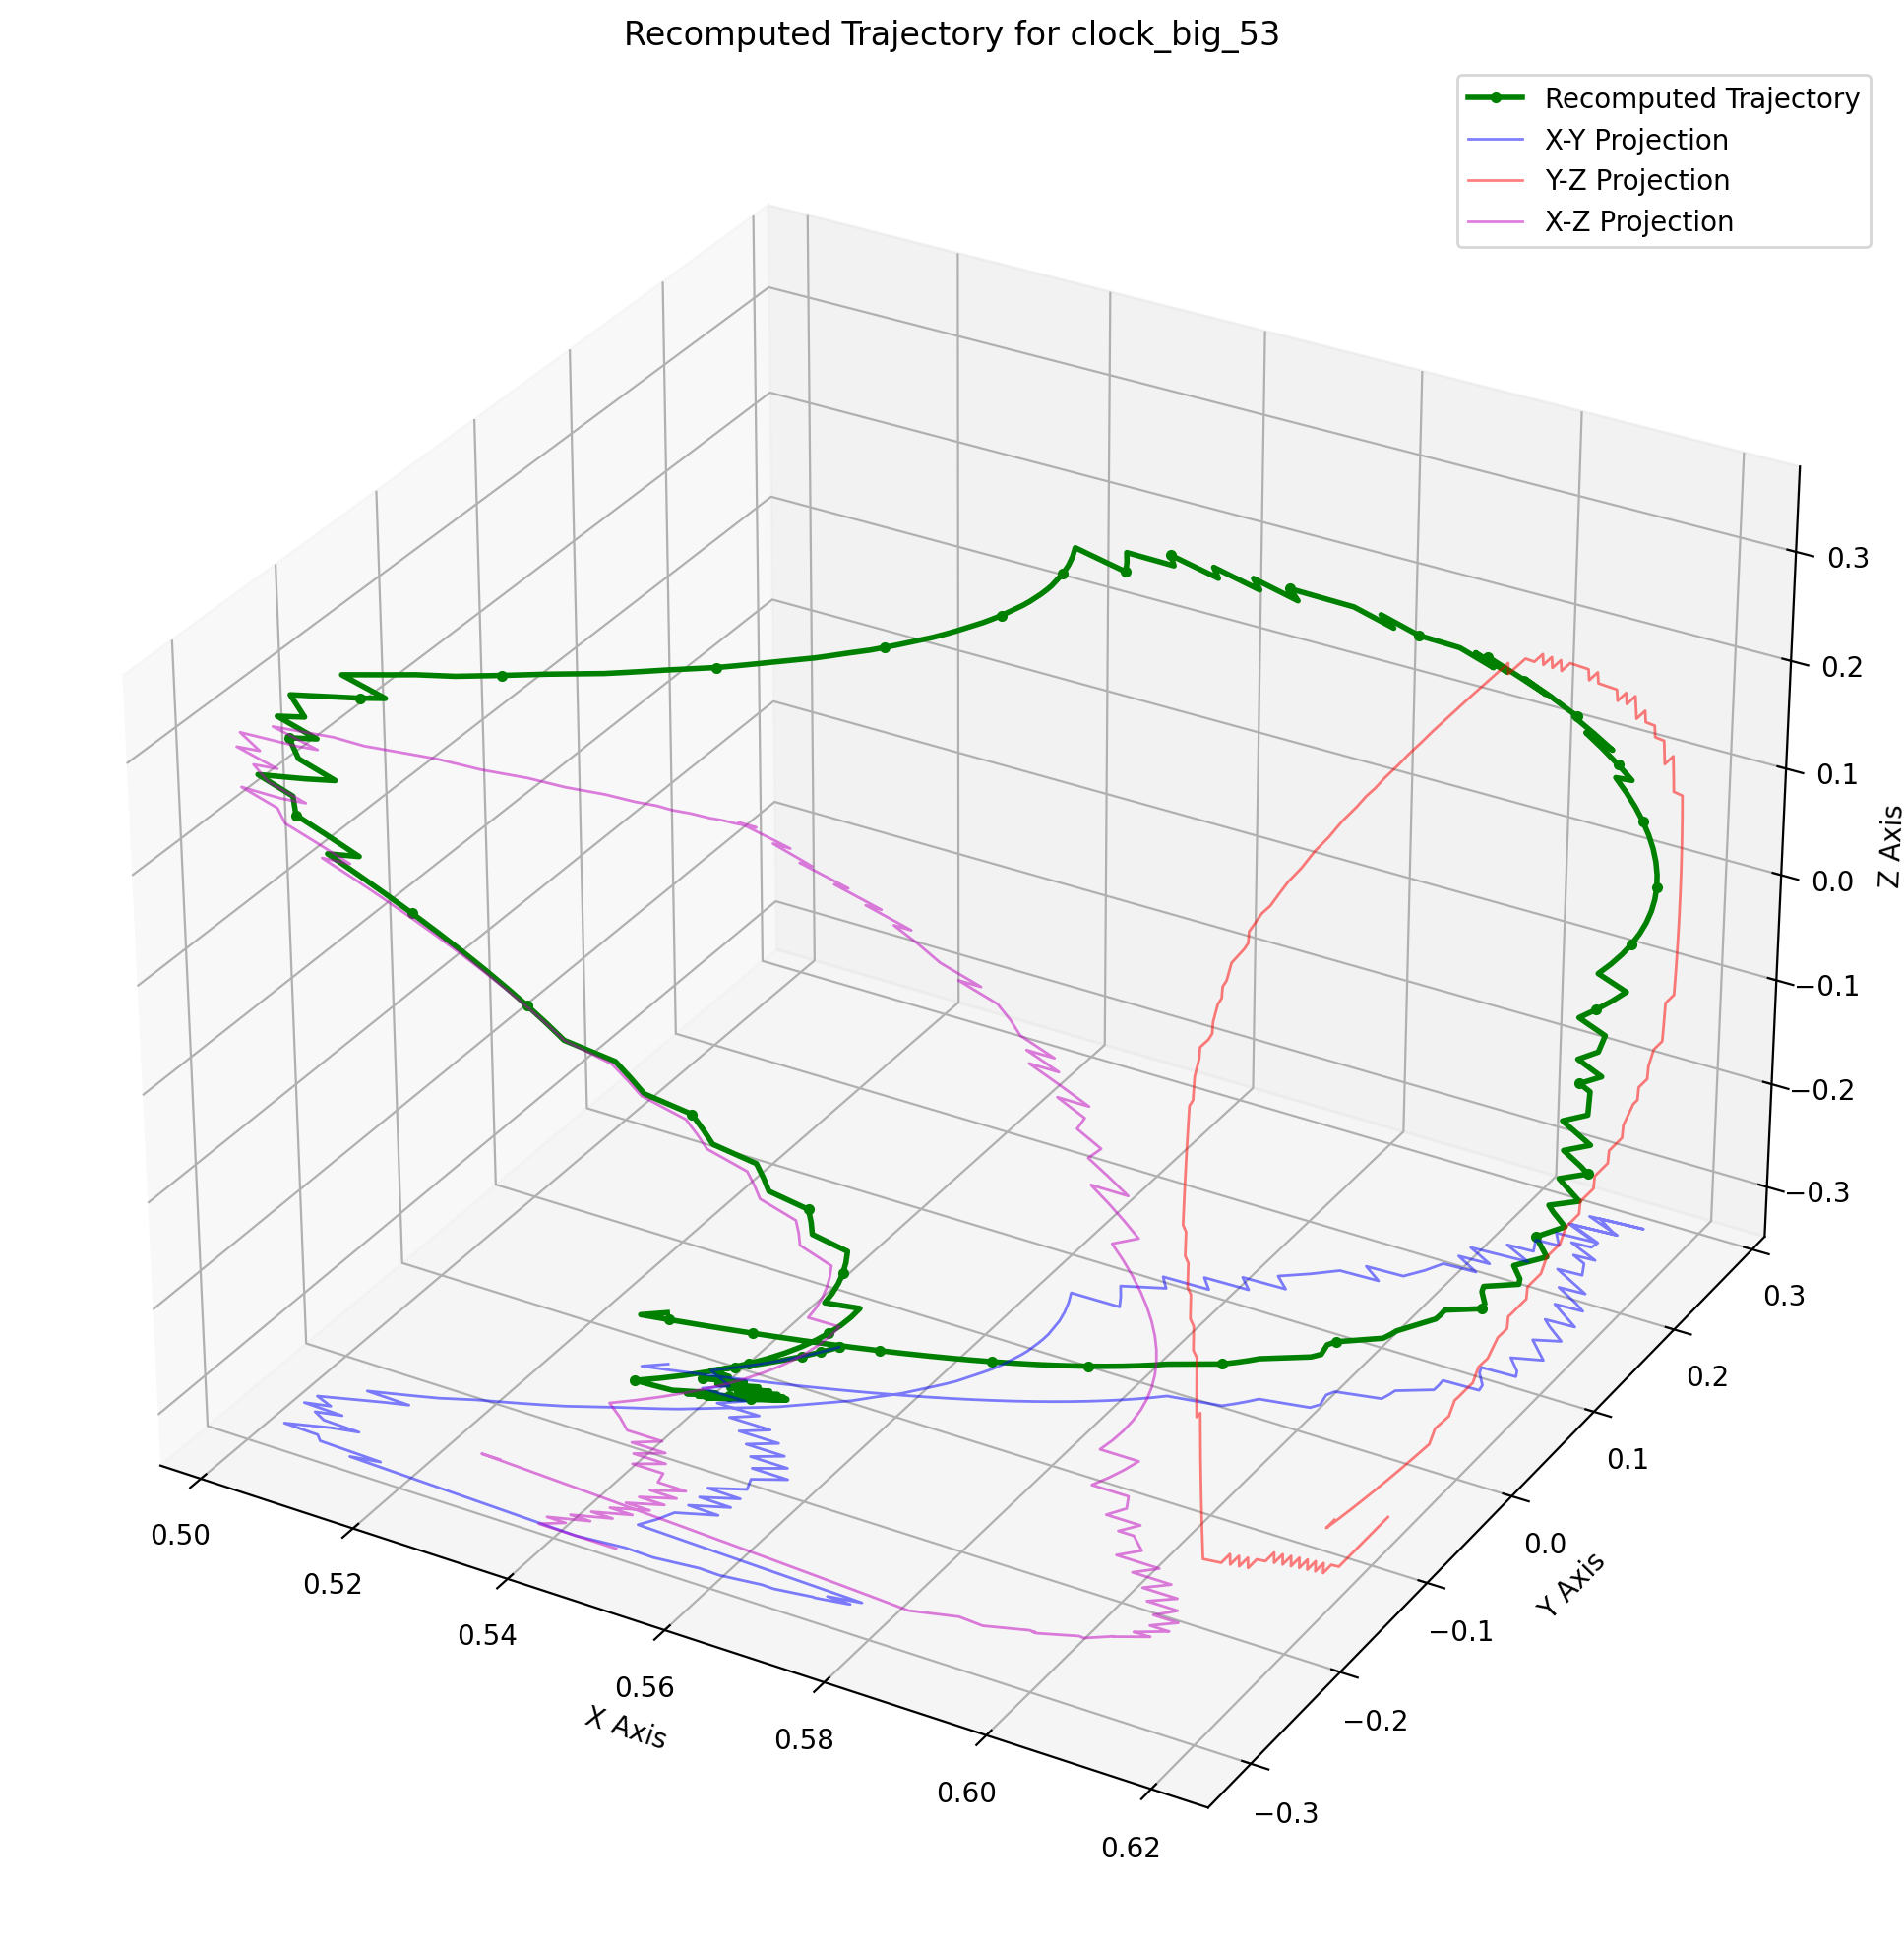 Recomputed Trajectory for clock_big_53
Recomputed Trajectory
X-Y Projection
Y-Z Projection
X-Z Projection
0.3
0.2
0.1
0.0
−0.1
−0.2
−0.3
Z Axis
0.3
0.2
0.1
0.0
−0.1
−0.2
−0.3
Y Axis
0.50
0.52
0.54
0.56
0.58
0.60
0.62
X Axis